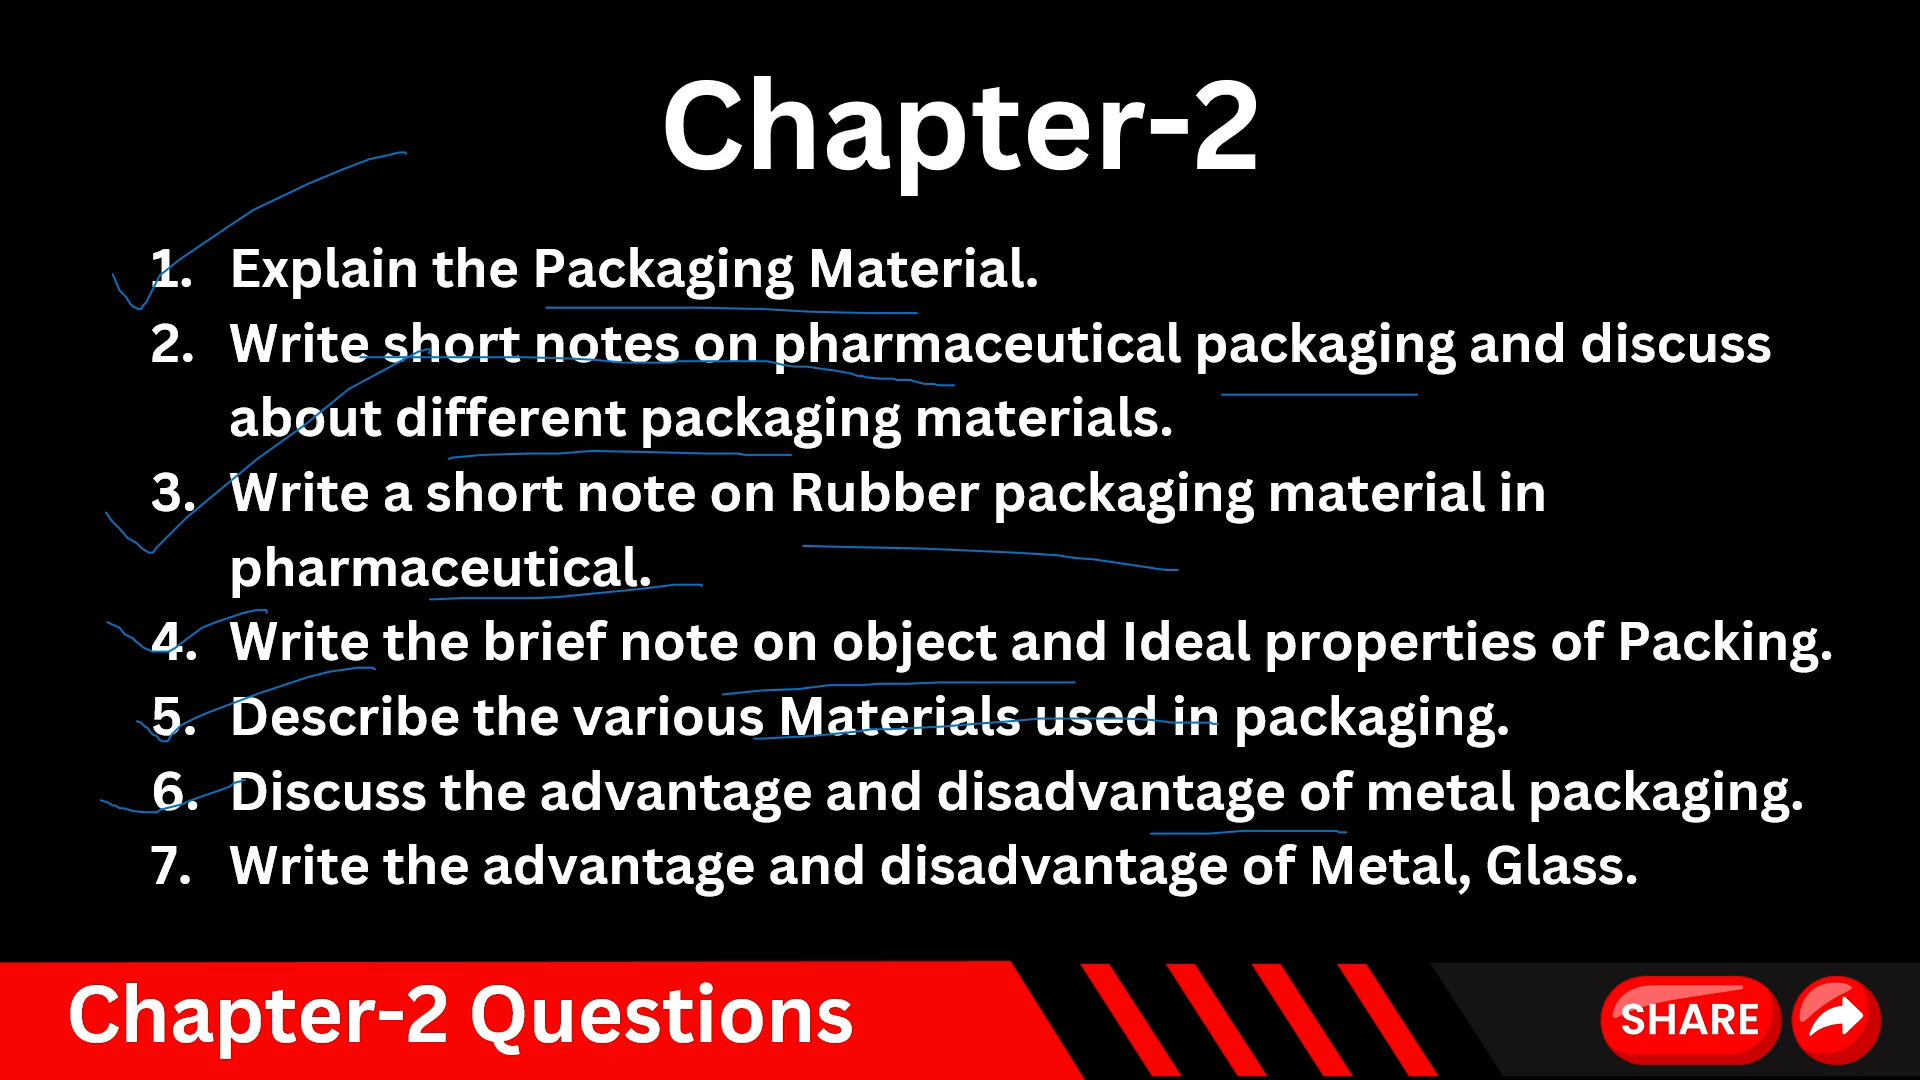 Chapter-2
1. Explain the Packaging Material.
2. Write short notes on pharmaceutical packaging and discuss
about different packaging materials.
3. Write a short note on Rubber packaging material in
pharmaceutical.
4. Write the brief note on object and Ideal properties of Packing.
5. Describe the various Materials used in packaging.
6. Discuss the advantage and disadvantage of metal packaging.
7. Write the advantage and disadvantage of Metal, Glass.
Chapter-2 Questions
SHARE